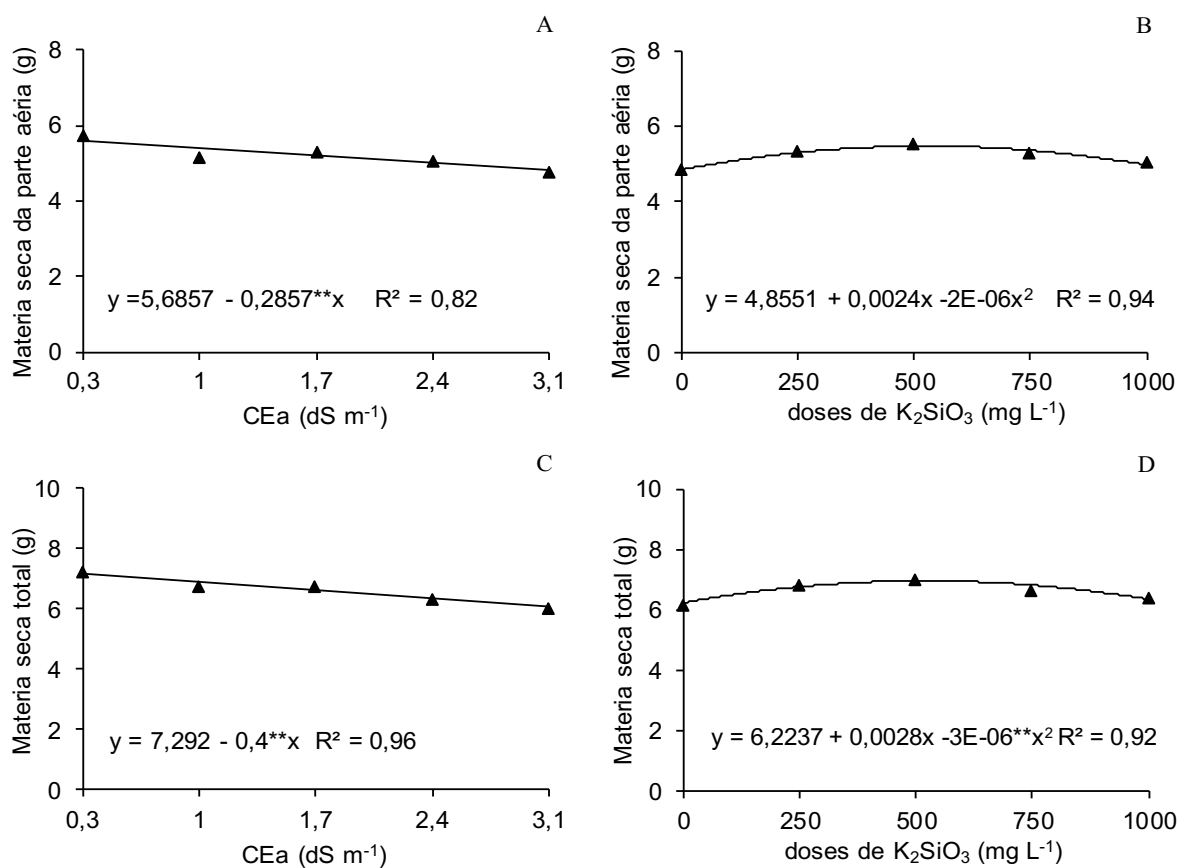 A
Materia seca da parte aéria (g)
8
6
4
2
0
y =5,6857 - 0,2857**x R² = 0,82
0,3 1 1,7 2,4 3,1
CEa (dS m⁻¹)
B
Materia seca da parte aéria (g)
8
6
4
2
0
y = 4,8551 + 0,0024x -2E-06x² R² = 0,94
0 250 500 750 1000
doses de K₂SiO₃ (mg L⁻¹)
C
Materia seca total (g)
10
8
6
4
2
0
y = 7,292 - 0,4**x R² = 0,96
0,3 1 1,7 2,4 3,1
CEa (dS m⁻¹)
D
Materia seca total (g)
10
8
6
4
2
0
y = 6,2237 + 0,0028x -3E-06**x² R² = 0,92
0 250 500 750 1000
doses de K₂SiO₃ (mg L⁻¹)